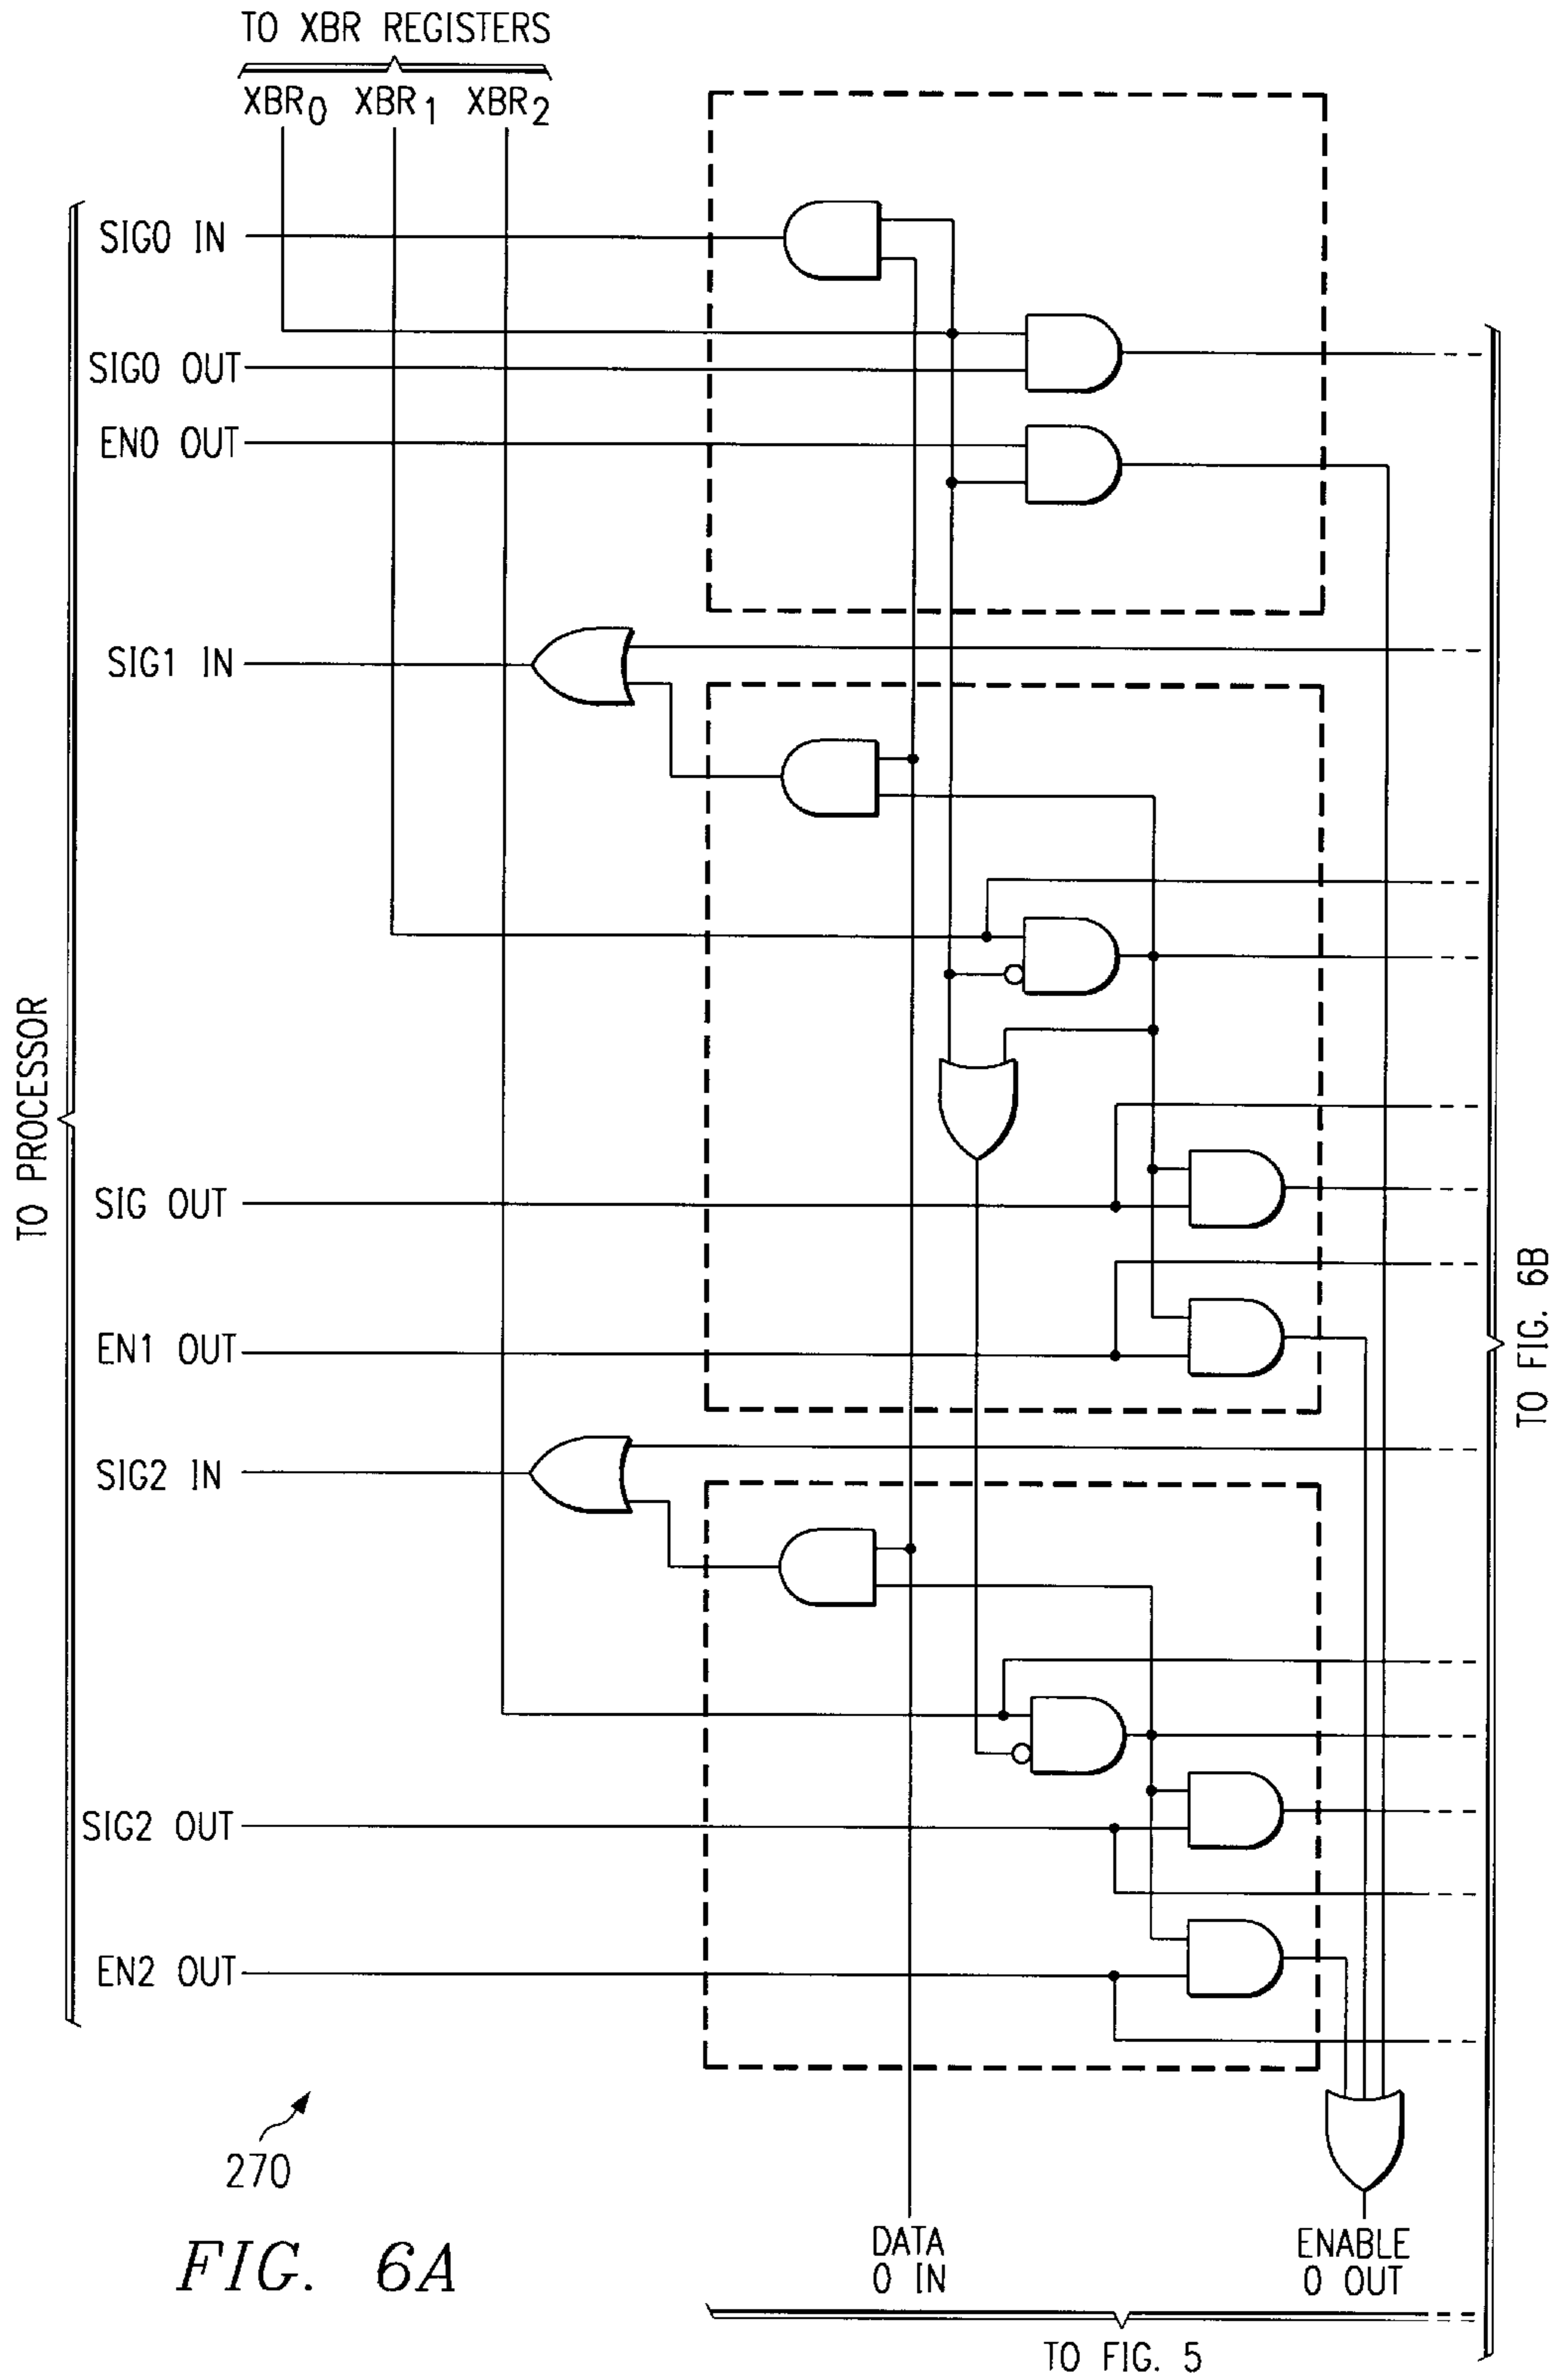 TO XBR REGISTERS
XBR0 XBR1 XBR2
SIG0 IN
SIG0 OUT
EN0 OUT
SIG1 IN
TO PROCESSOR
SIG OUT
EN1 OUT
TO FIG. 6B
SIG2 IN
SIG2 OUT
EN2 OUT
270
FIG. 6A
DATA
0 IN
ENABLE
0 OUT
TO FIG. 5